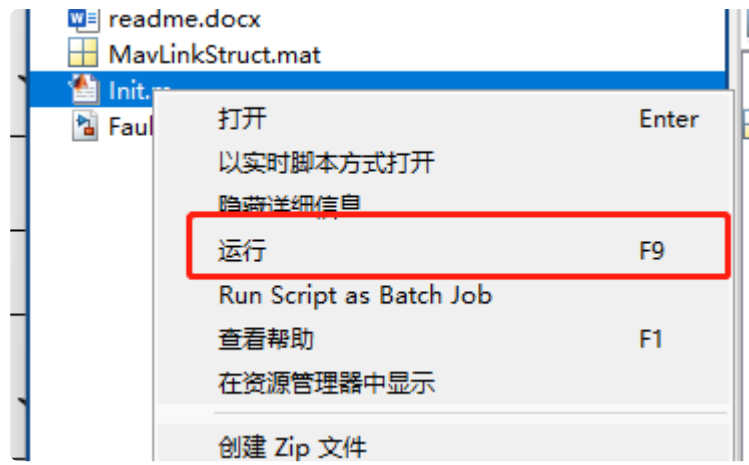 readme.docx
MavLinkStruct.mat
Init.m
Faul
打开 Enter
以实时脚本方式打开
隐藏详细信息
运行 F9
Run Script as Batch Job
查看帮助 F1
在资源管理器中显示
创建 Zip 文件